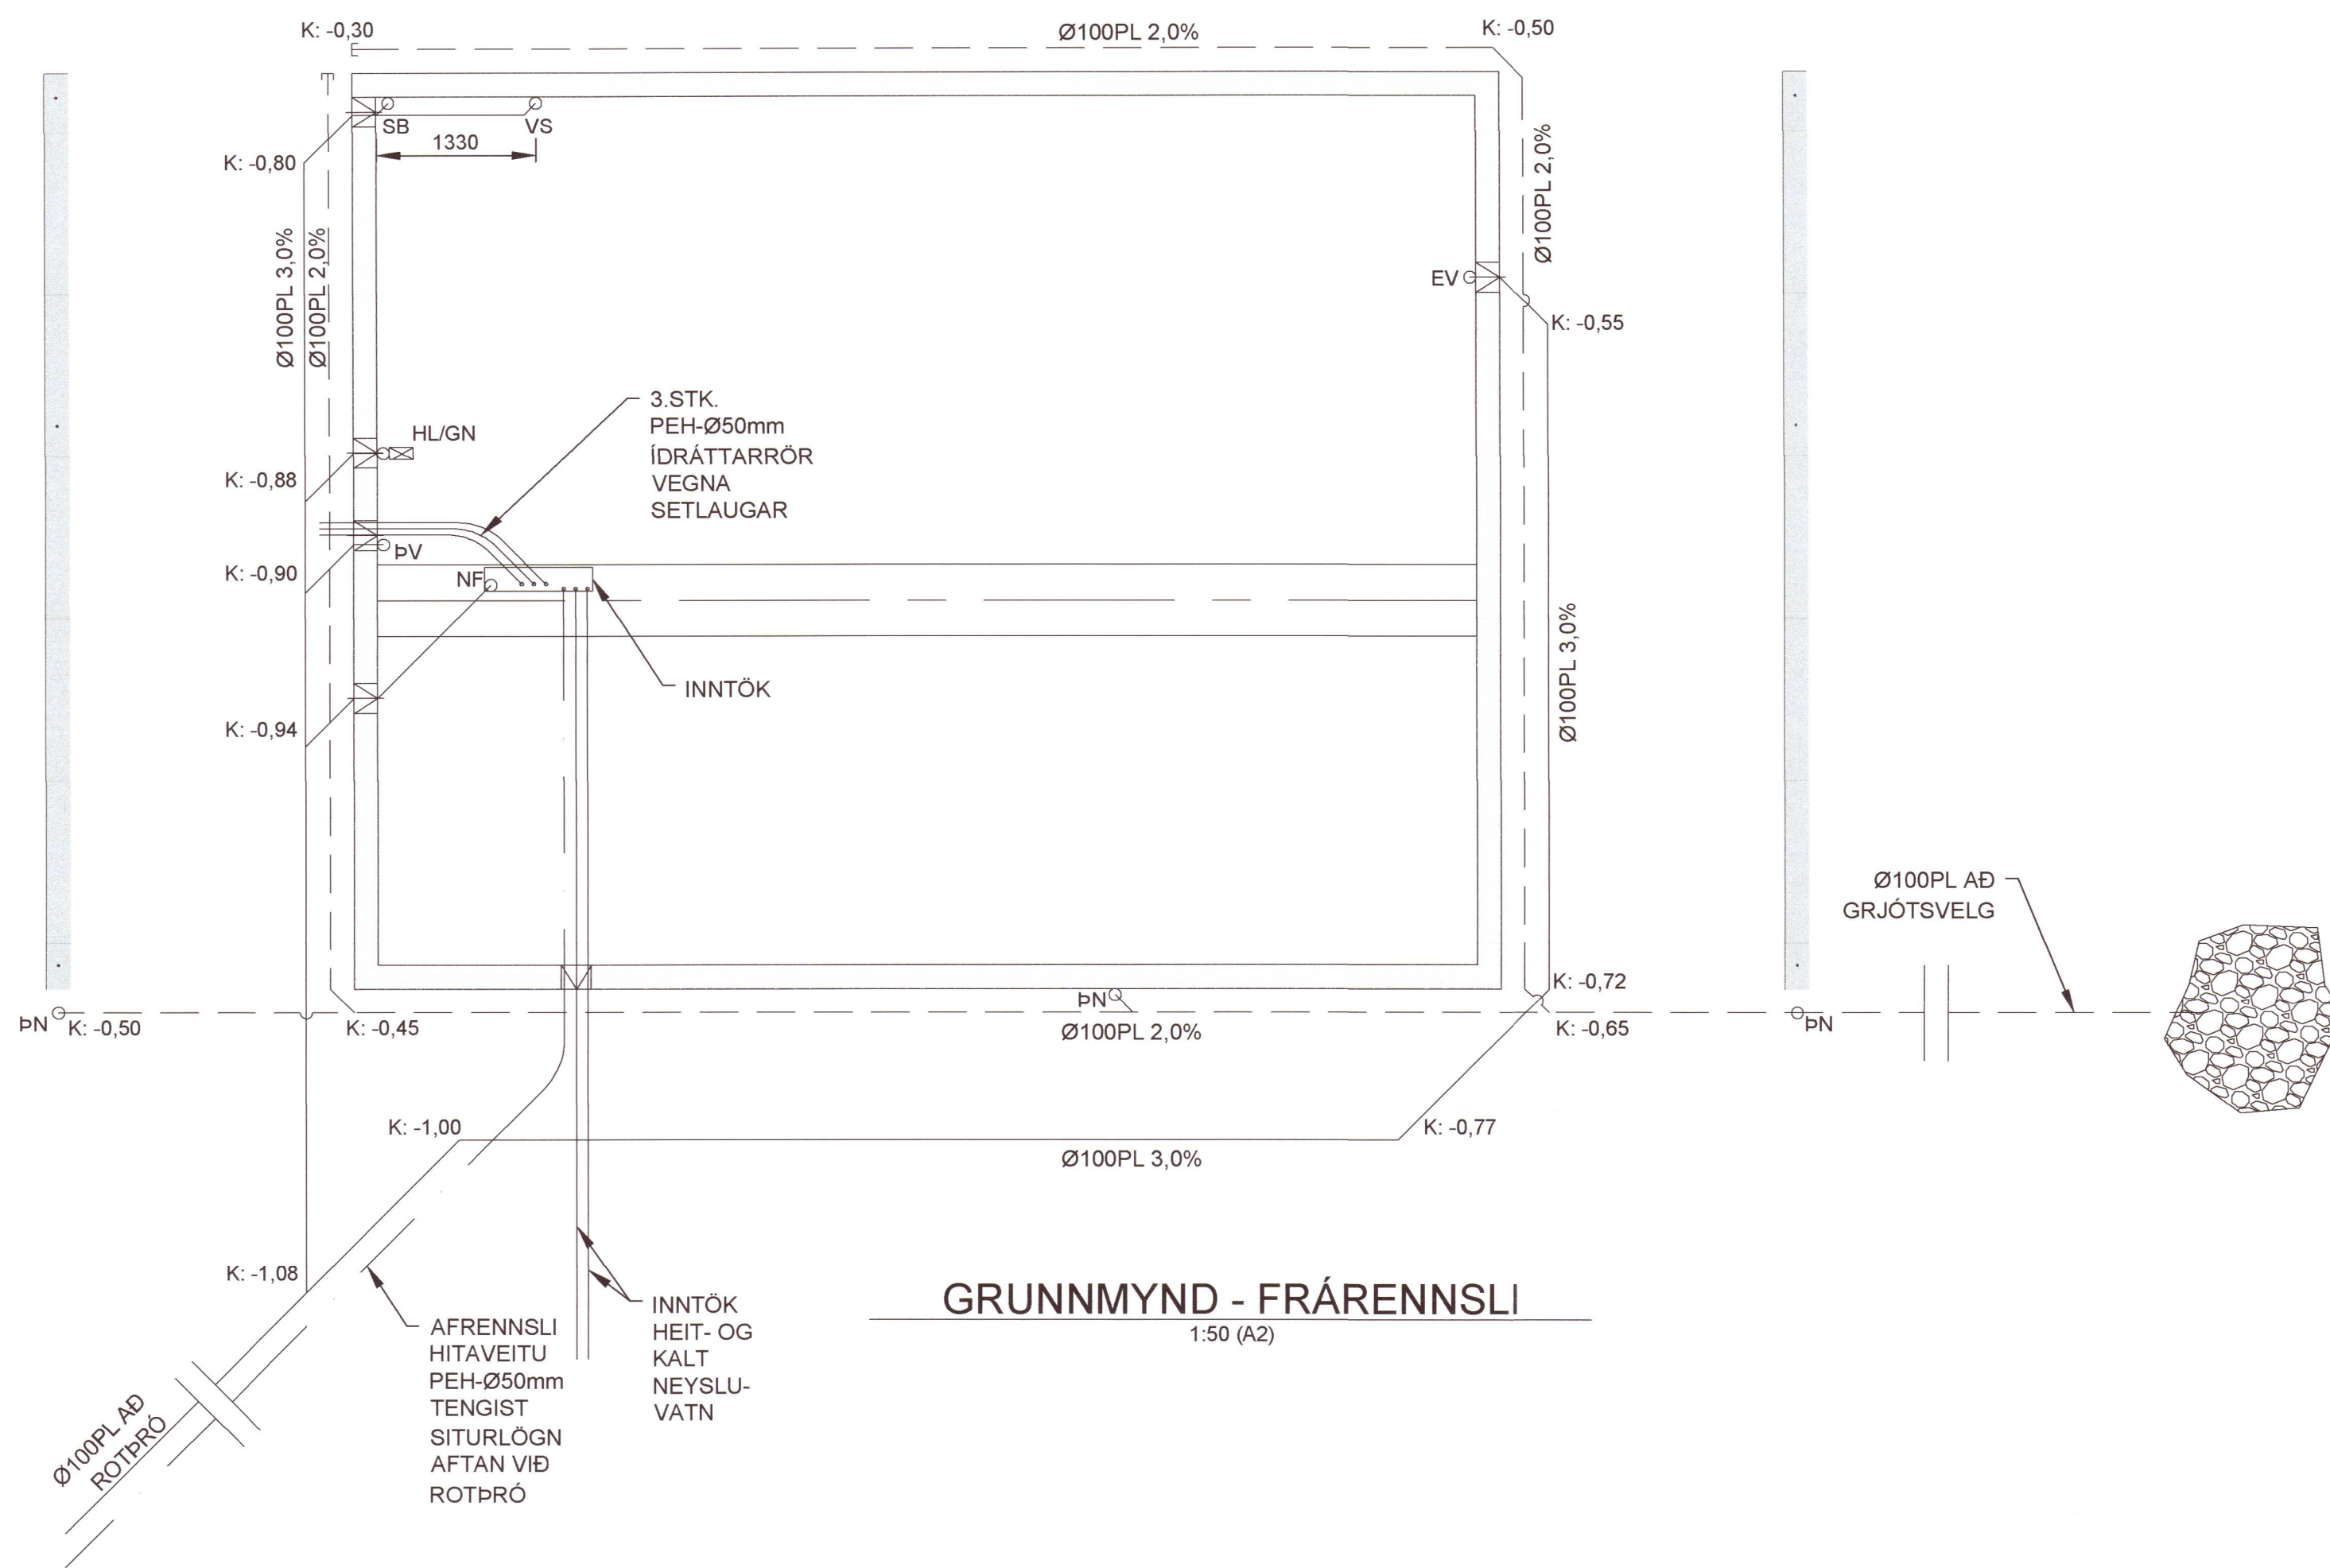 K: -0,30
Ø100PL 2,0%
K: -0,50
SB
VS
1330
K: -0,80
Ø100PL 2,0%
Ø100PL 3,0%
Ø100PL 2,0%
EV
K: -0,55
3.STK.
PEH-Ø50mm
ÍDRÁTTARRÖR
VEGNA
SETLAUGAR
HL/GN
K: -0,88
ÞV
K: -0,90
NF
INNTÖK
K: -0,94
Ø100PL 3,0%
Ø100PL AÐ
GRJÓTSVELG
K: -0,72
ÞN
K: -0,50
K: -0,45
ÞN
Ø100PL 2,0%
K: -0,65
ÞN
K: -1,00
K: -0,77
Ø100PL 3,0%
K: -1,08
GRUNNMYND - FRÁRENNSLI
1:50 (A2)
AFRENNSLI
HITAVEITU
PEH-Ø50mm
TENGIST
SITURLÖGN
AFTAN VIÐ
ROTÞRÓ
INNTÖK
HEIT- OG
KALT
NEYSLU-
VATN
Ø100PL AÐ
ROTÞRÓ